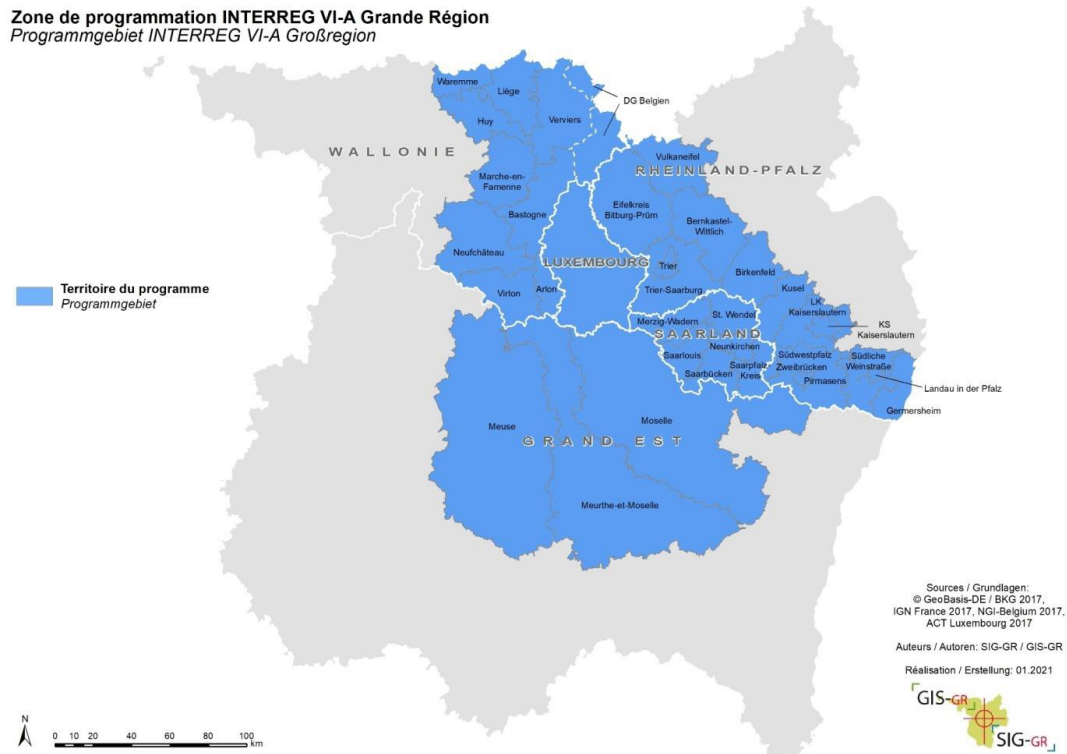 Zone de programmation INTERREG VI-A Grande Région
Programmgebiet INTERREG VI-A Großregion
Waremme
Liège
DG Belgien
Huy
Verviers
WALLONIE
Vulkaneifel
RHEINLAND-PFALZ
Marche-en-
Famenne
Eifelkreis
Bitburg-Prüm
Bastogne
Bernkastel-
Wittlich
Neufchâteau
LUXEMBOURG
Trier
Birkenfeld
Territoire du programme
Programmgebiet
Virton
Arlon
Trier-Saarburg
Kusel
LK
Kaiserslautern
St. Wendel
Merzig-Wadern
KS
Kaiserslautern
SAARLAND
Neunkirchen
Saarlouis
Südwestpfalz
Südliche
Weinstraße
Saarbücken
Saarpfalz-
Kreis
Zweibrücken
Pirmasens
Landau in der Pfalz
Germersheim
Moselle
Meuse
GRAND EST
Meurthe-et-Moselle
Sources / Grundlagen:
© GeoBasis-DE / BKG 2017,
IGN France 2017, NGI-Belgium 2017,
ACT Luxembourg 2017
Auteurs / Autoren: SIG-GR / GIS-GR
Réalisation / Erstellung: 01.2021
GIS-GR
SIG-GR
N
0 10 20 40 60 80 100
km